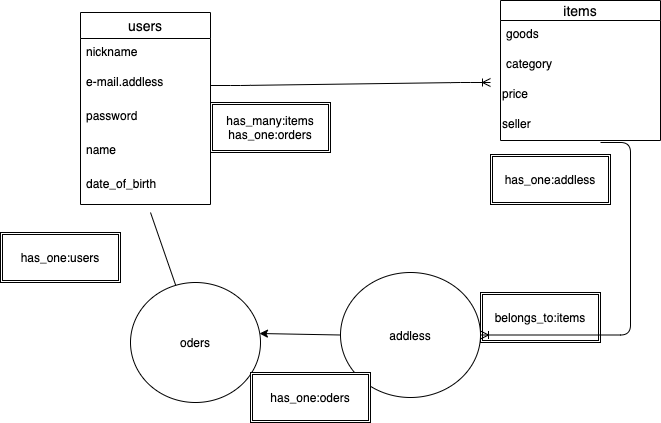 users
nickname
e-mail.addless
password
name
date_of_birth
items
goods
category
price
seller
has_many:items
has_one:orders
has_one:addless
has_one:users
oders
addless
belongs_to:items
has_one:oders